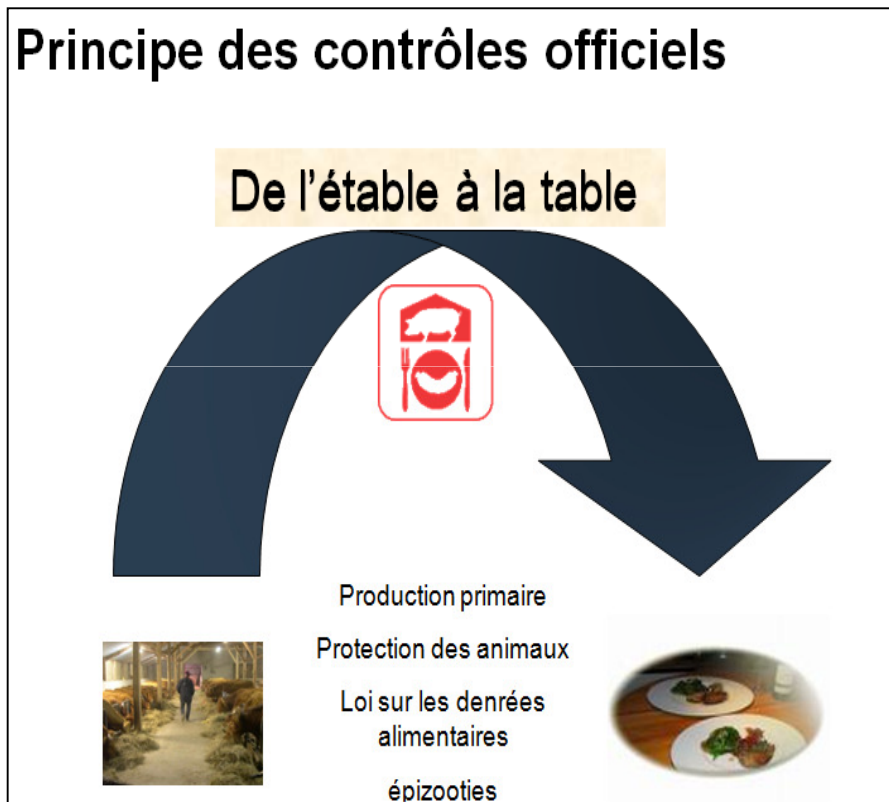 Principe des contrôles officiels
De l'étable à la table
Production primaire
Protection des animaux
Loi sur les denrées
alimentaires
épizooties